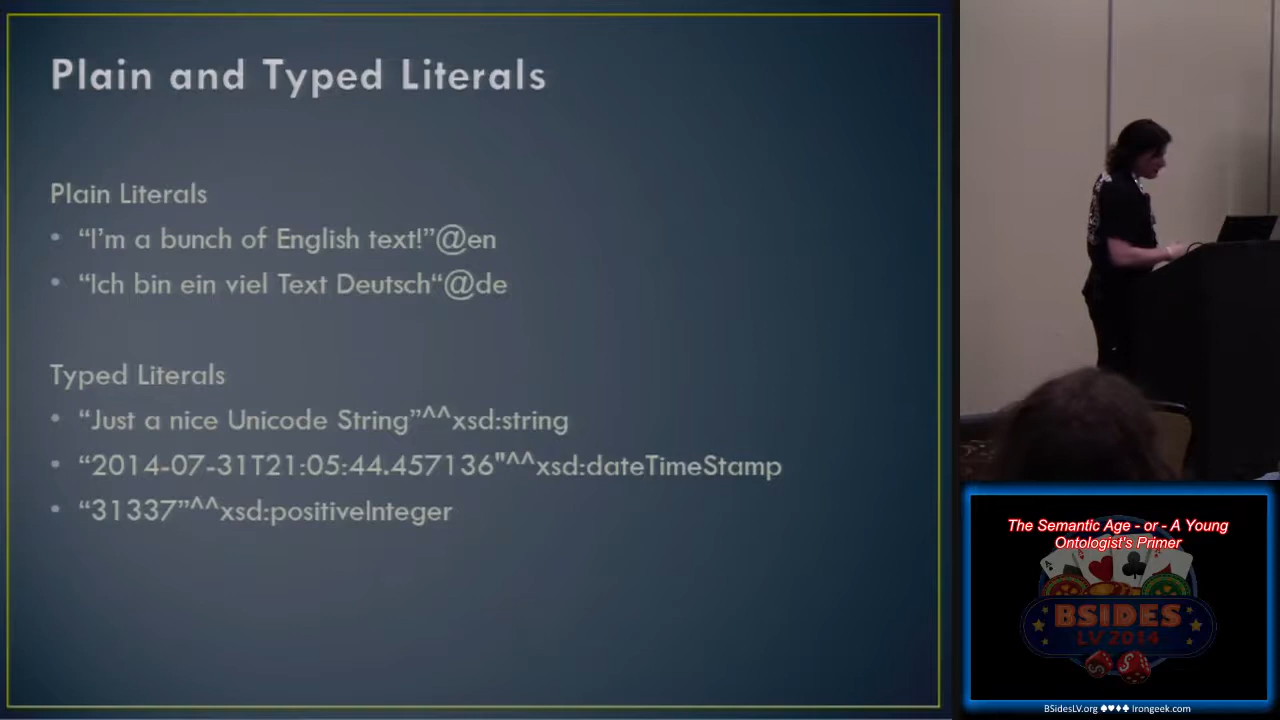 Plain and Typed Literals
Plain Literals
• “I’m a bunch of English text!”@en
• “Ich bin ein viel Text Deutsch“@de
Typed Literals
• “Just a nice Unicode String”^^xsd:string
• “2014-07-31T21:05:44.457136"^^xsd:dateTimeStamp
• “31337”^^xsd:positiveInteger
The Semantic Age - or - A Young
Ontologist's Primer
BSIDES
LV 2014
BSidesLV.org ♠♥♦♣ Irongeek.com